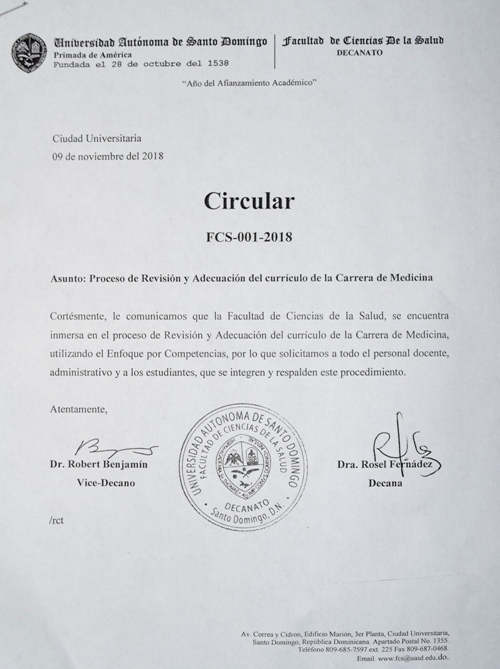 Universidad Autónoma de Santo Domingo
Primada de América
Fundada el 28 de octubre del 1538
Facultad de Ciencias De la Salud
DECANATO
"Año del Afianzamiento Académico"
Ciudad Universitaria
09 de noviembre del 2018
Circular
FCS-001-2018
Asunto: Proceso de Revisión y Adecuación del currículo de la Carrera de Medicina
Cortésmente, le comunicamos que la Facultad de Ciencias de la Salud, se encuentra
inmersa en el proceso de Revisión y Adecuación del currículo de la Carrera de Medicina,
utilizando el Enfoque por Competencias, por lo que solicitamos a todo el personal docente,
administrativo y a los estudiantes, que se integren y respalden este procedimiento.
Atentamente,
Dr. Robert Benjamín
Vice-Decano
UNIVERSIDAD AUTONOMA DE SANTO DOMINGO
FACULTAD DE CIENCIAS DE LA SALUD
DECANATO
Santo Domingo, D.N.
Dra. Rosel Fernádez
Decana
/rct
Av. Correa y Cidron, Edificio Marión, 3er Planta, Ciudad Universitaria,
Santo Domingo, República Dominicana Apartado Postal No. 1355.
Teléfono 809-685-7597 ext. 225 Fax 809-687-0468.
Email: www.fcs@uasd.edu.do.